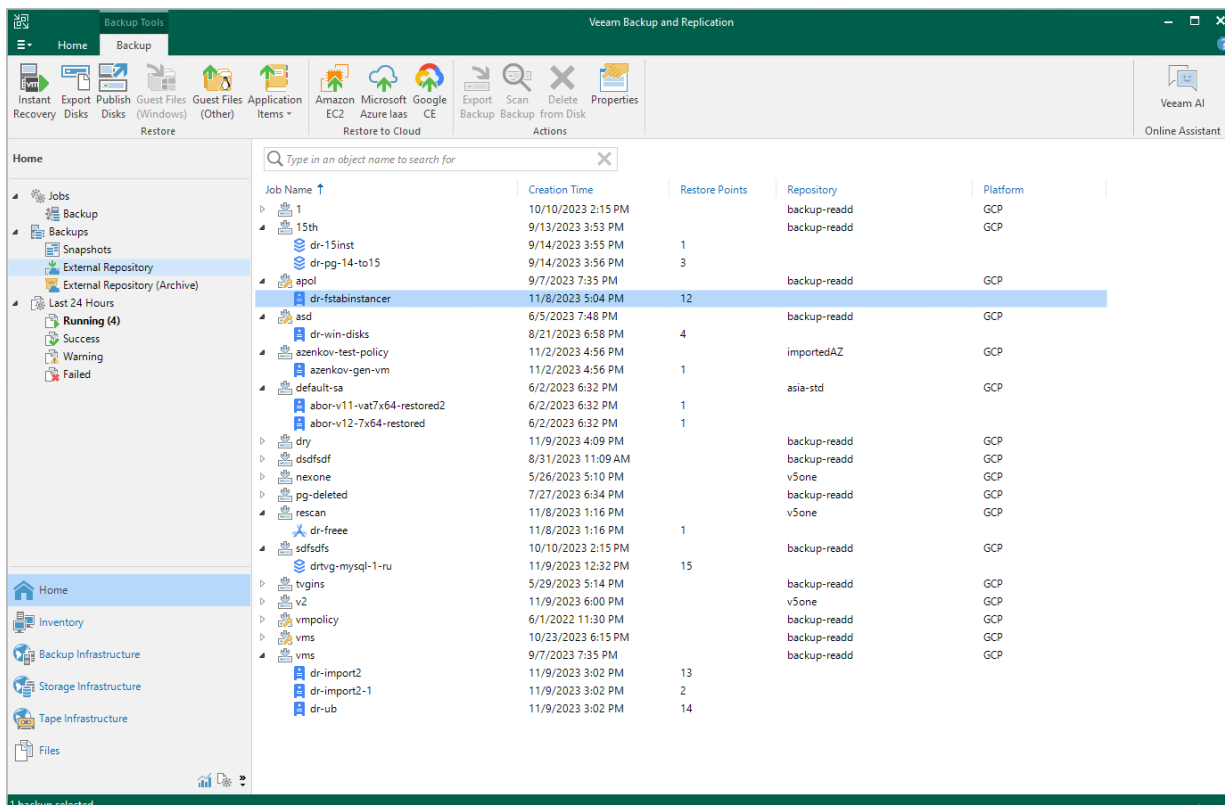 Backup Tools
Veeam Backup and Replication
Home
Backup
Instant Recovery
Export Disks
Publish Disks
Guest Files (Windows)
Guest Files (Other)
Application Items
Restore
Amazon EC2
Microsoft Azure Iaas
Google CE
Restore to Cloud
Export Backup
Scan Backup
Delete from Disk
Properties
Actions
Veeam AI
Online Assistant
Home
Jobs
Backup
Backups
Snapshots
External Repository
External Repository (Archive)
Last 24 Hours
Running (4)
Success
Warning
Failed
Home
Inventory
Backup Infrastructure
Storage Infrastructure
Tape Infrastructure
Files
Type in an object name to search for
Job Name Creation Time Restore Points Repository Platform
1 10/10/2023 2:15 PM backup-readd GCP
15th 9/13/2023 3:53 PM backup-readd GCP
dr-15inst 9/14/2023 3:55 PM 1
dr-pg-14-to15 9/14/2023 3:56 PM 3
apol 9/7/2023 7:35 PM backup-readd GCP
dr-fstabinstancer 11/8/2023 5:04 PM 12
asd 6/5/2023 7:48 PM backup-readd GCP
dr-win-disks 8/21/2023 6:58 PM 4
azenkov-test-policy 11/2/2023 4:56 PM importedAZ GCP
azenkov-gen-vm 11/2/2023 4:56 PM 1
default-sa 6/2/2023 6:32 PM asia-std GCP
abor-v11-vat7x64-restored2 6/2/2023 6:32 PM 1
abor-v12-7x64-restored 6/2/2023 6:32 PM 1
dry 11/9/2023 4:09 PM backup-readd GCP
dsdfsdf 8/31/2023 11:09 AM backup-readd GCP
nexone 5/26/2023 5:10 PM v5one GCP
pg-deleted 7/27/2023 6:34 PM backup-readd GCP
rescan 11/8/2023 1:16 PM v5one GCP
dr-freee 11/8/2023 1:16 PM 1
sdfsdfs 10/10/2023 2:15 PM backup-readd GCP
drtvg-mysql-1-ru 11/9/2023 12:32 PM 15
tvgins 5/29/2023 5:14 PM backup-readd GCP
v2 11/9/2023 6:00 PM v5one GCP
vmpolicy 6/1/2022 11:30 PM backup-readd GCP
vms 10/23/2023 6:15 PM backup-readd GCP
vms 9/7/2023 7:35 PM backup-readd GCP
dr-import2 11/9/2023 3:02 PM 13
dr-import2-1 11/9/2023 3:02 PM 2
dr-ub 11/9/2023 3:02 PM 14
1 backup selected